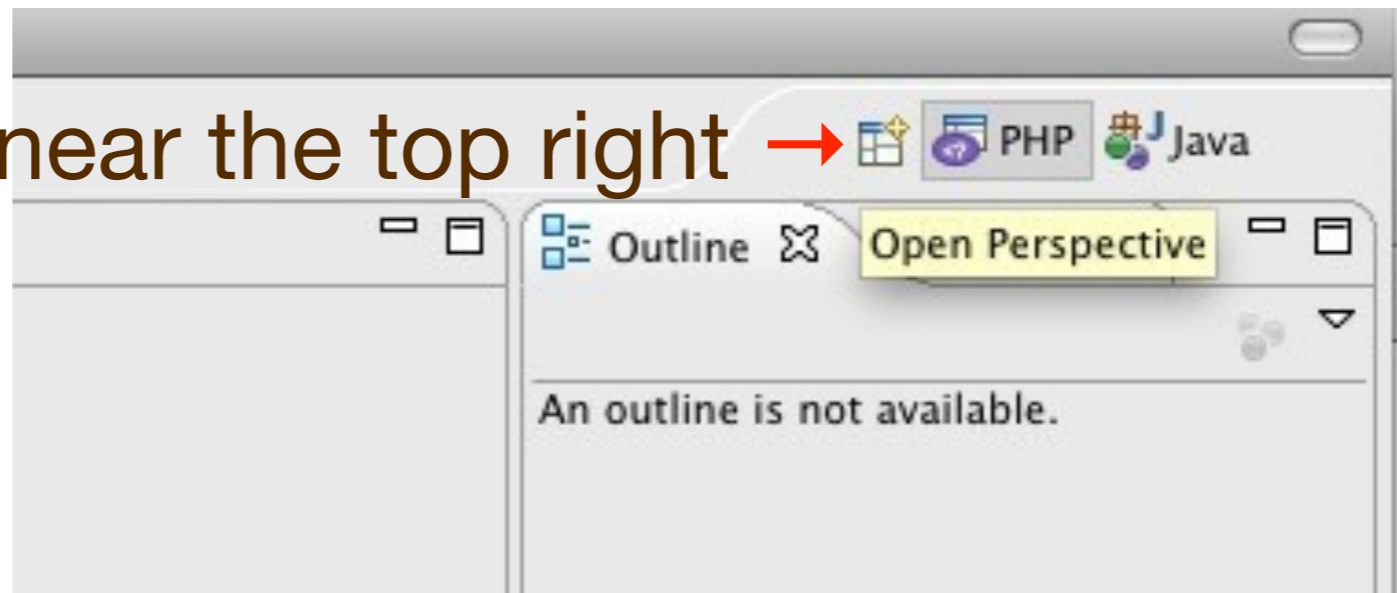 near the top right → PHP Java
Outline Open Perspective
An outline is not available.